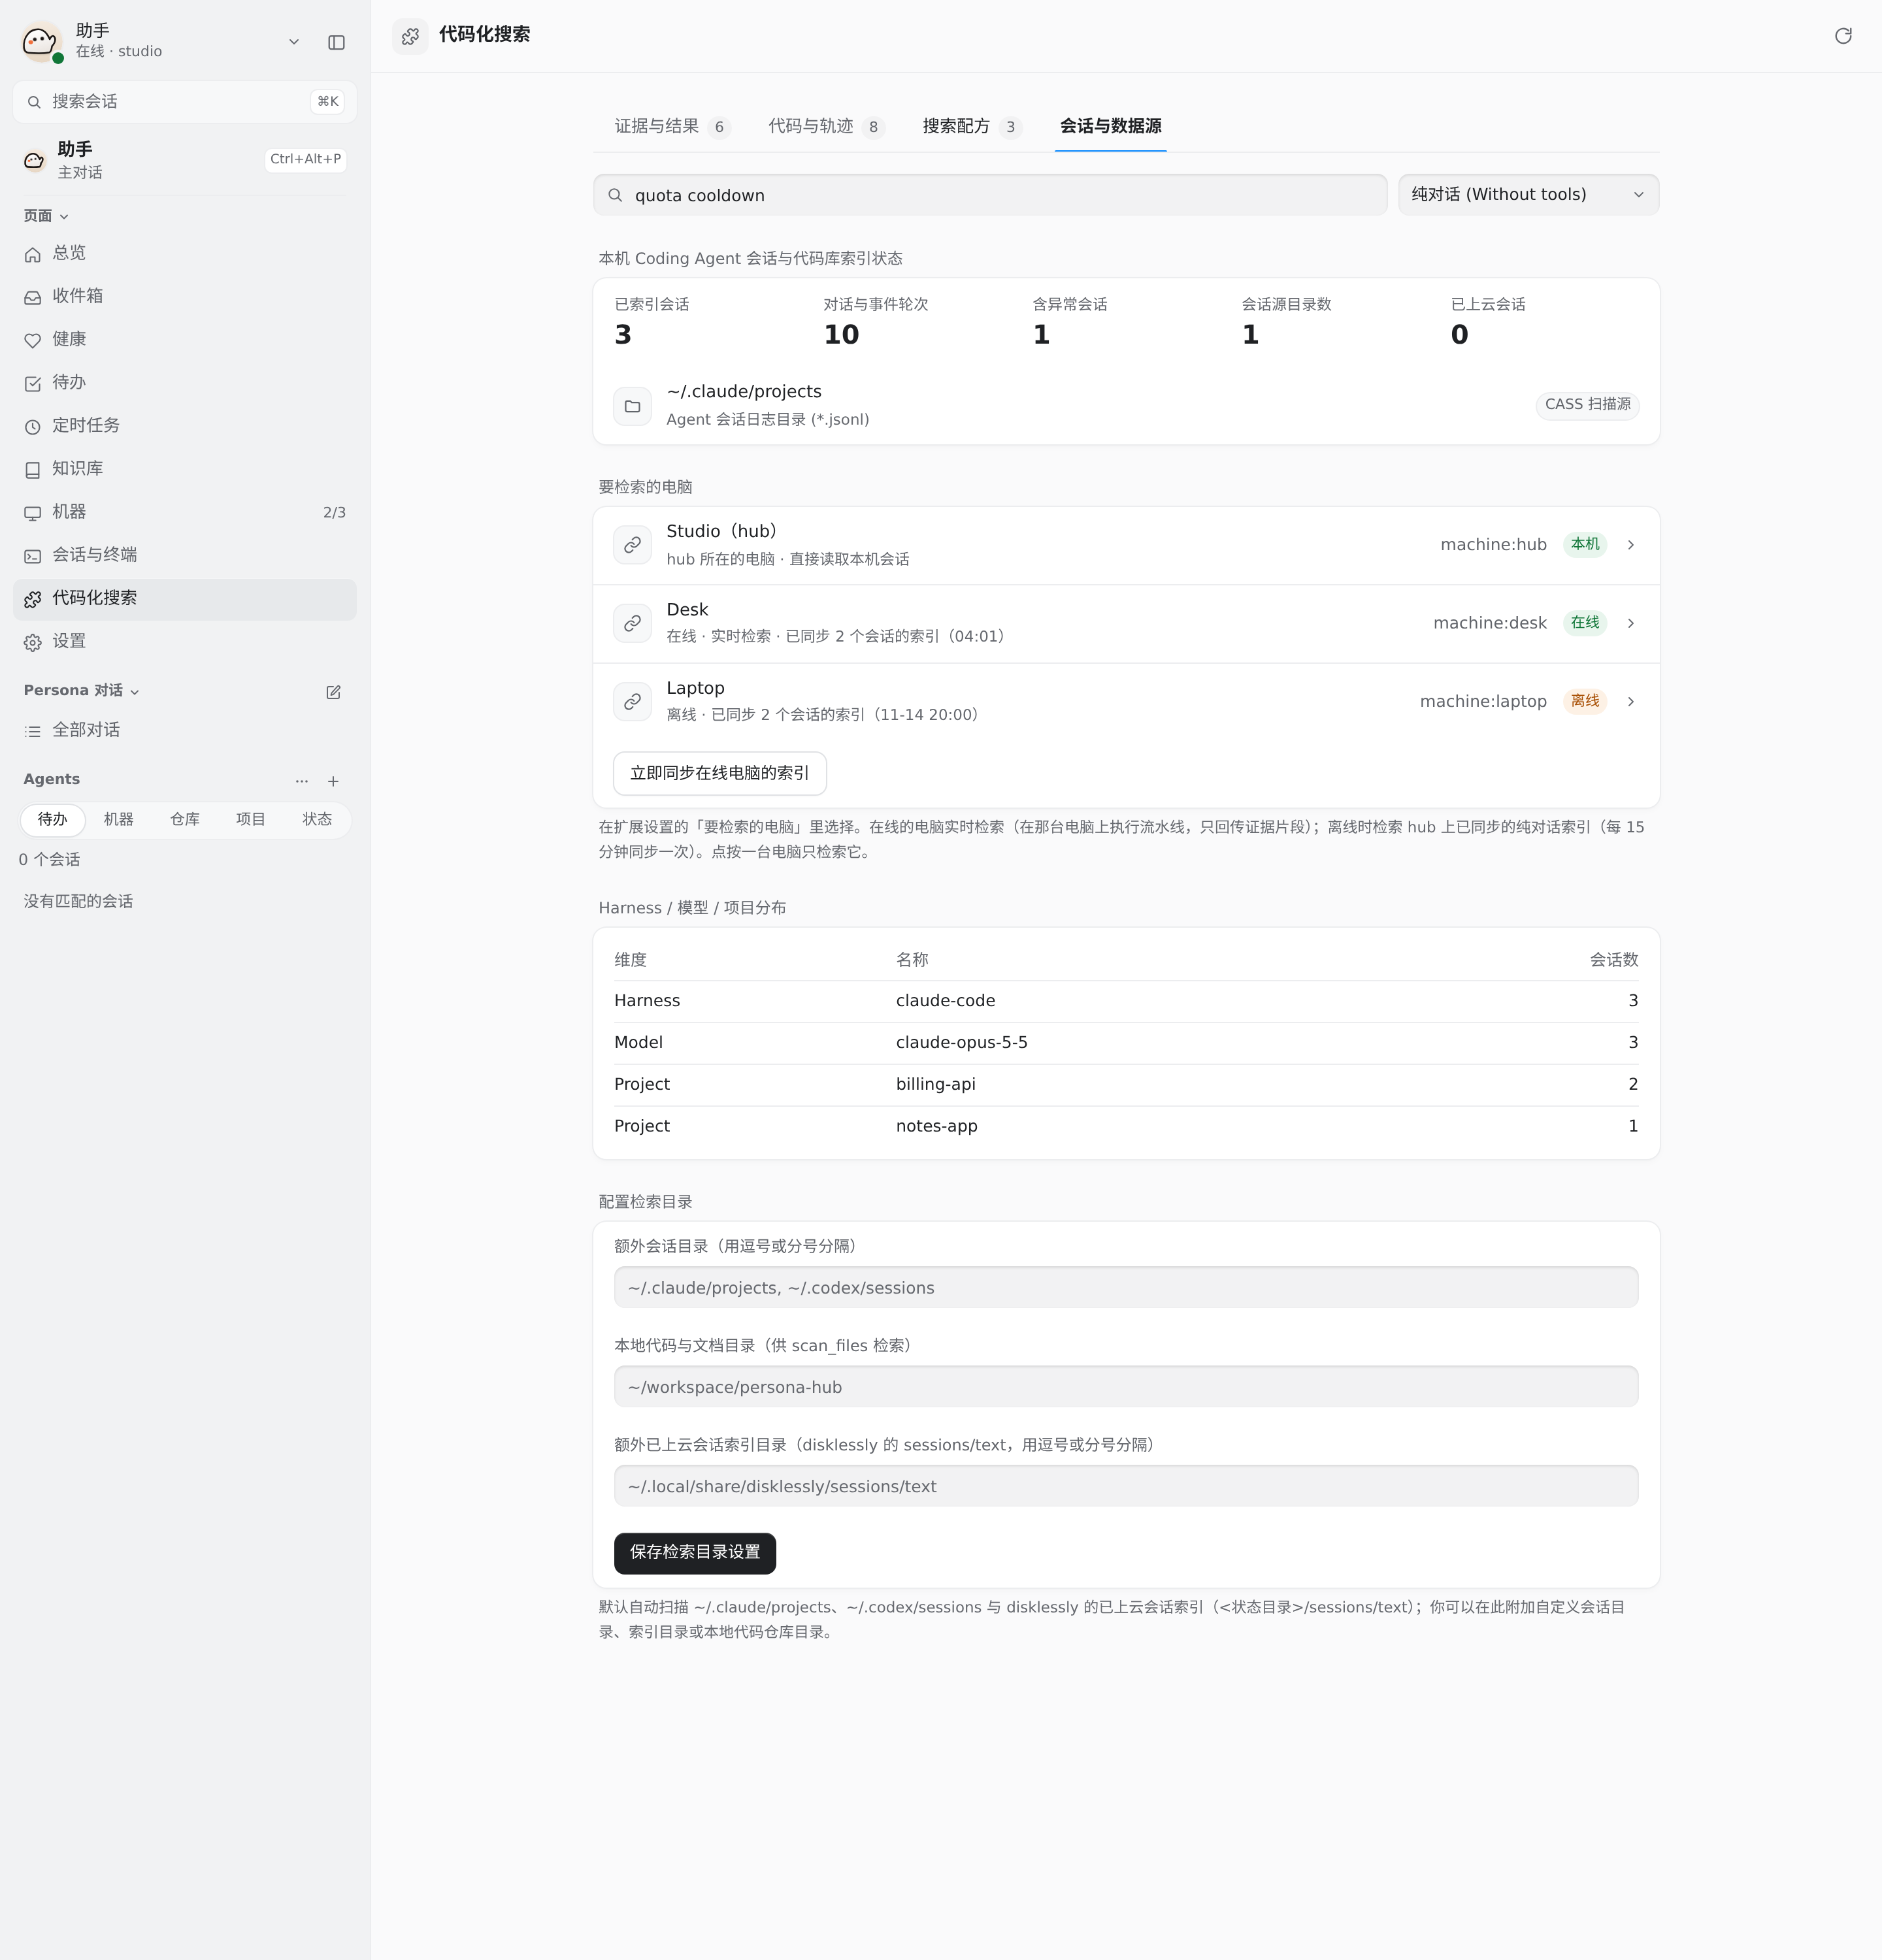 助手
在线 · studio
搜索会话
⌘K
助手
主对话
Ctrl+Alt+P
页面
总览
收件箱
健康
待办
定时任务
知识库
机器
2/3
会话与终端
代码化搜索
设置
Persona 对话
全部对话
Agents
待办 机器 仓库 项目 状态
0 个会话
没有匹配的会话
代码化搜索
证据与结果 6 代码与轨迹 8 搜索配方 3 会话与数据源
quota cooldown
纯对话 (Without tools)
本机 Coding Agent 会话与代码库索引状态
已索引会话 对话与事件轮次 含异常会话 会话源目录数 已上云会话
3 10 1 1 0
~/.claude/projects
Agent 会话日志目录 (*.jsonl)
CASS 扫描源
要检索的电脑
Studio（hub）
hub 所在的电脑 · 直接读取本机会话
machine:hub 本机
Desk
在线 · 实时检索 · 已同步 2 个会话的索引（04:01）
machine:desk 在线
Laptop
离线 · 已同步 2 个会话的索引（11-14 20:00）
machine:laptop 离线
立即同步在线电脑的索引
在扩展设置的「要检索的电脑」里选择。在线的电脑实时检索（在那台电脑上执行流水线，只回传证据片段）；离线时检索 hub 上已同步的纯对话索引（每 15
分钟同步一次）。点按一台电脑只检索它。
Harness / 模型 / 项目分布
维度 名称 会话数
Harness claude-code 3
Model claude-opus-5-5 3
Project billing-api 2
Project notes-app 1
配置检索目录
额外会话目录（用逗号或分号分隔）
~/.claude/projects, ~/.codex/sessions
本地代码与文档目录（供 scan_files 检索）
~/workspace/persona-hub
额外已上云会话索引目录（disklessly 的 sessions/text，用逗号或分号分隔）
~/.local/share/disklessly/sessions/text
保存检索目录设置
默认自动扫描 ~/.claude/projects、~/.codex/sessions 与 disklessly 的已上云会话索引（<状态目录>/sessions/text）；你可以在此附加自定义会话目
录、索引目录或本地代码仓库目录。